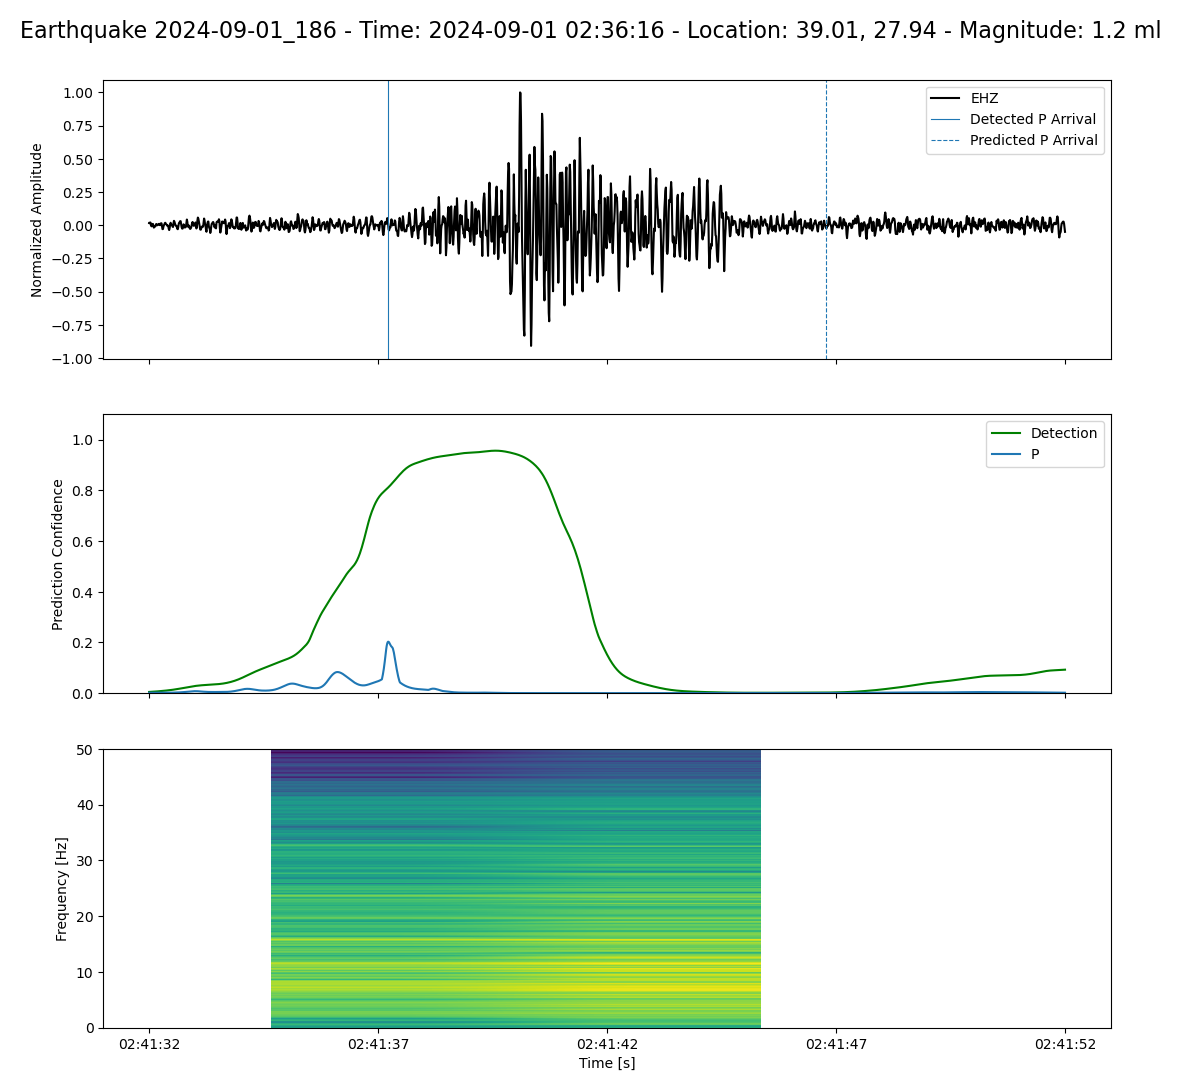 Earthquake 2024-09-01_186 - Time: 2024-09-01 02:36:16 - Location: 39.01, 27.94 - Magnitude: 1.2 ml
Normalized Amplitude
1.00
0.75
0.50
0.25
0.00
−0.25
−0.50
−0.75
−1.00
EHZ
Detected P Arrival
Predicted P Arrival
Prediction Confidence
1.0
0.8
0.6
0.4
0.2
0.0
Detection
P
Frequency [Hz]
50
40
30
20
10
0
02:41:32 02:41:37 02:41:42 02:41:47 02:41:52
Time [s]